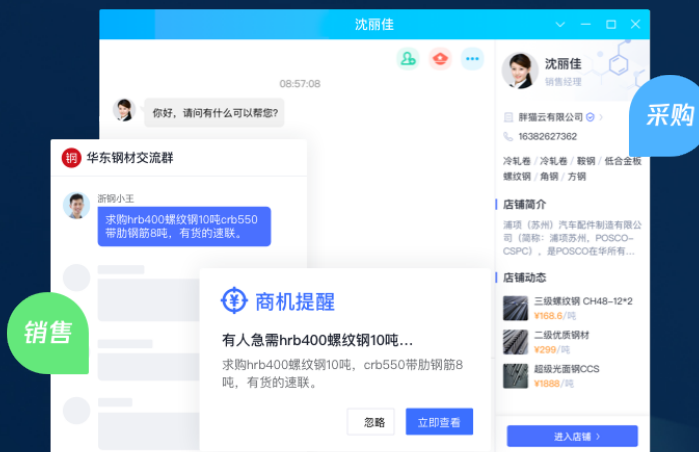 沈丽佳
08:57:08
你好，请问有什么可以帮您?
沈丽佳
销售经理
胖猫云有限公司
16382627362
冷轧卷 / 冷轧卷 / 鞍钢 / 低合金板
螺纹钢 / 角钢 / 方钢
店铺简介
浦项（苏州）汽车配件制造有限公
司（简称：浦项苏州，POSCO-
CSPC），是POSCO在华所有...
店铺动态
三级螺纹钢 CH48-12*2
¥168.6/吨
二级优质钢材
¥299/吨
超级光面钢CCS
¥1888/吨
进入店铺
采购
钢 华东钢材交流群
浙钢小王
求购hrb400螺纹钢10吨crb550
带肋钢筋8吨，有货的速联。
销售
商机提醒
有人急需hrb400螺纹钢10吨...
求购hrb400螺纹钢10吨，crb550带肋钢筋8
吨，有货的速联。
忽略
立即查看